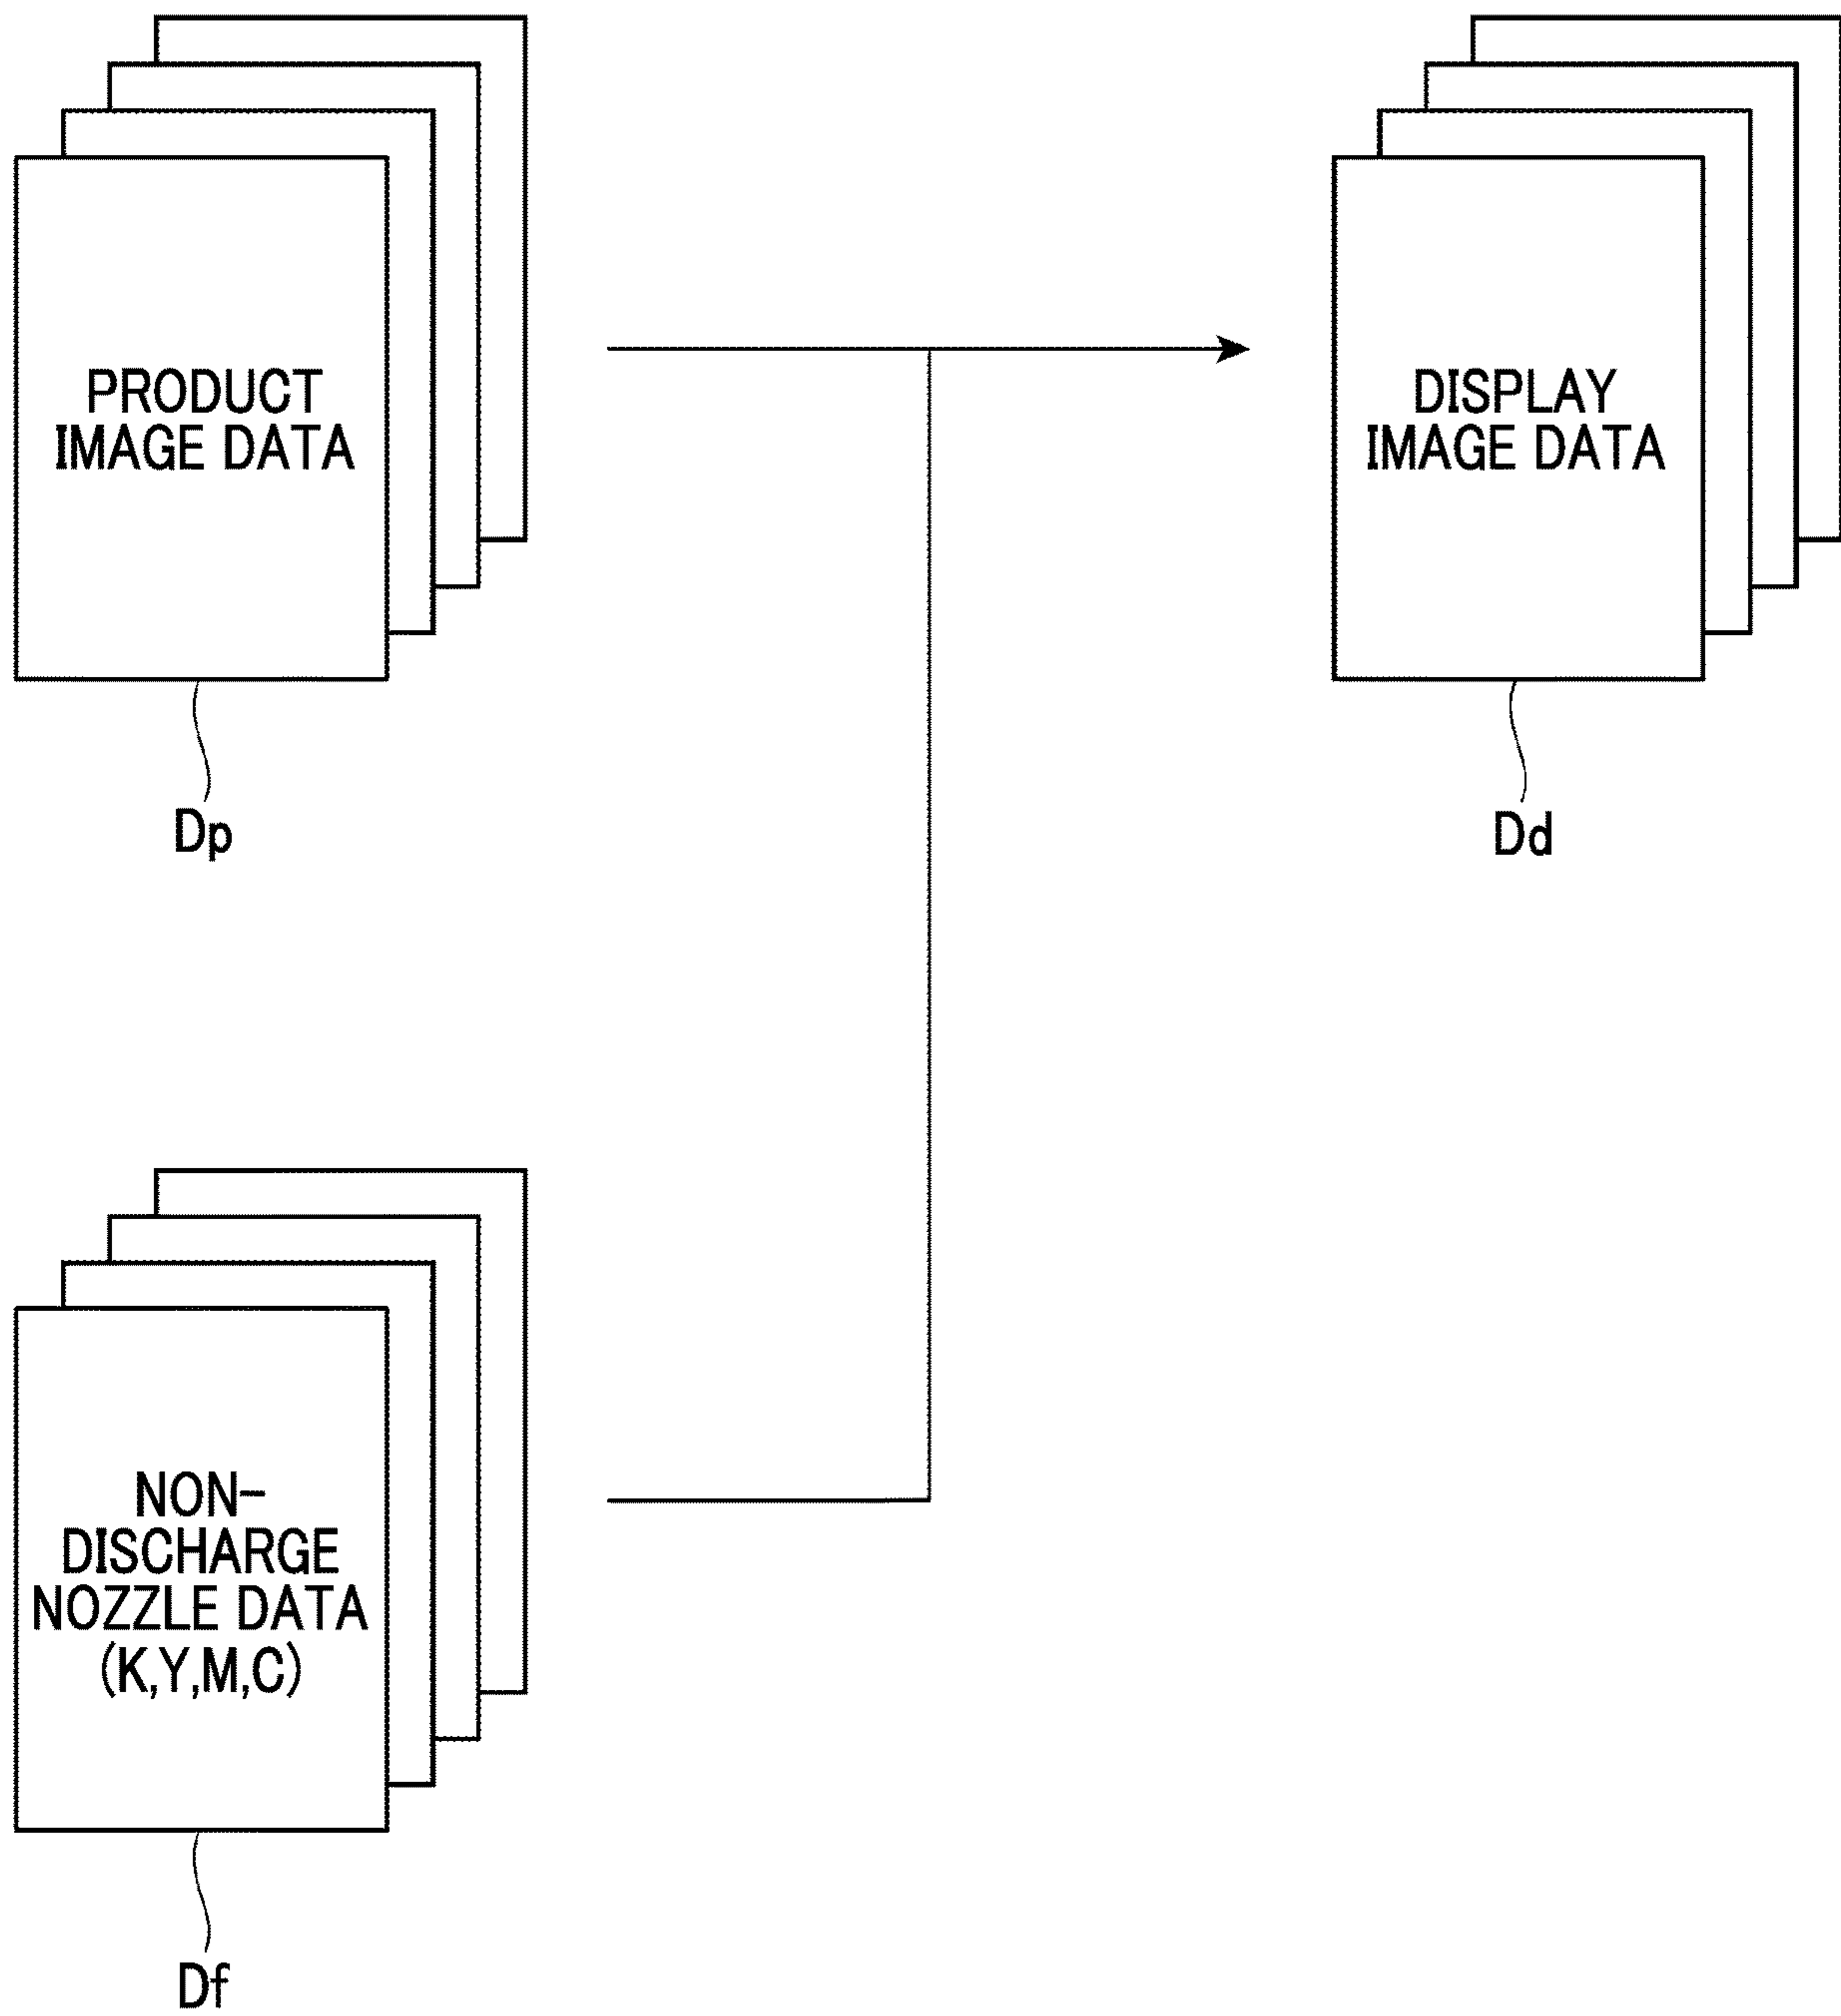 PRODUCT
IMAGE DATA
Dp
DISPLAY
IMAGE DATA
Dd
NON-
DISCHARGE
NOZZLE DATA
(K,Y,M,C)
Df